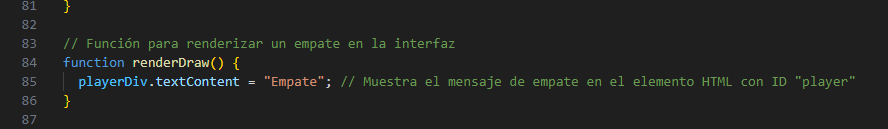 81 }
82
83 // Función para renderizar un empate en la interfaz
84 function renderDraw() {
85 playerDiv.textContent = "Empate"; // Muestra el mensaje de empate en el elemento HTML con ID "player"
86 }
87